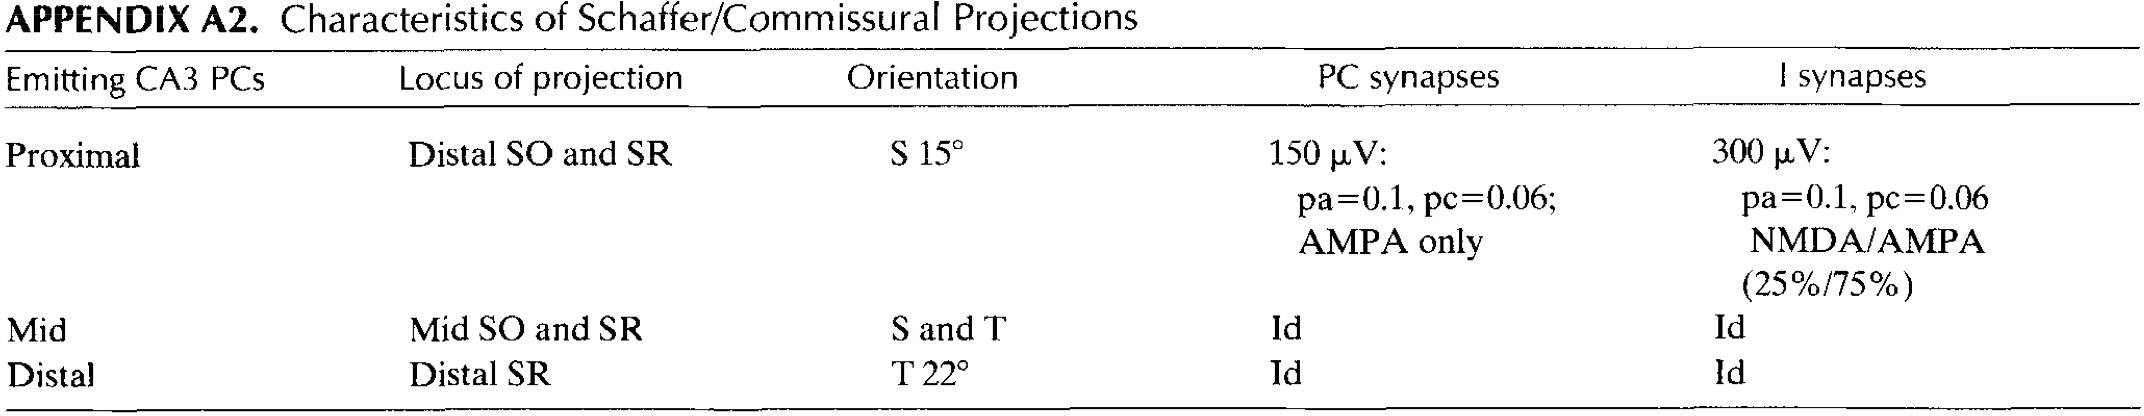 APPENDIX A2. Characteristics of Schaffer/Commissural Projections
Emitting CA3 PCs Locus of projection Orientation PC synapses I synapses
Proximal Distal SO and SR S 15° 150 μV: 300 μV:
pa=0.1, pc=0.06; pa=0.1, pc=0.06
AMPA only NMDA/AMPA
(25%/75%)
Mid Mid SO and SR S and T Id Id
Distal Distal SR T 22° Id Id